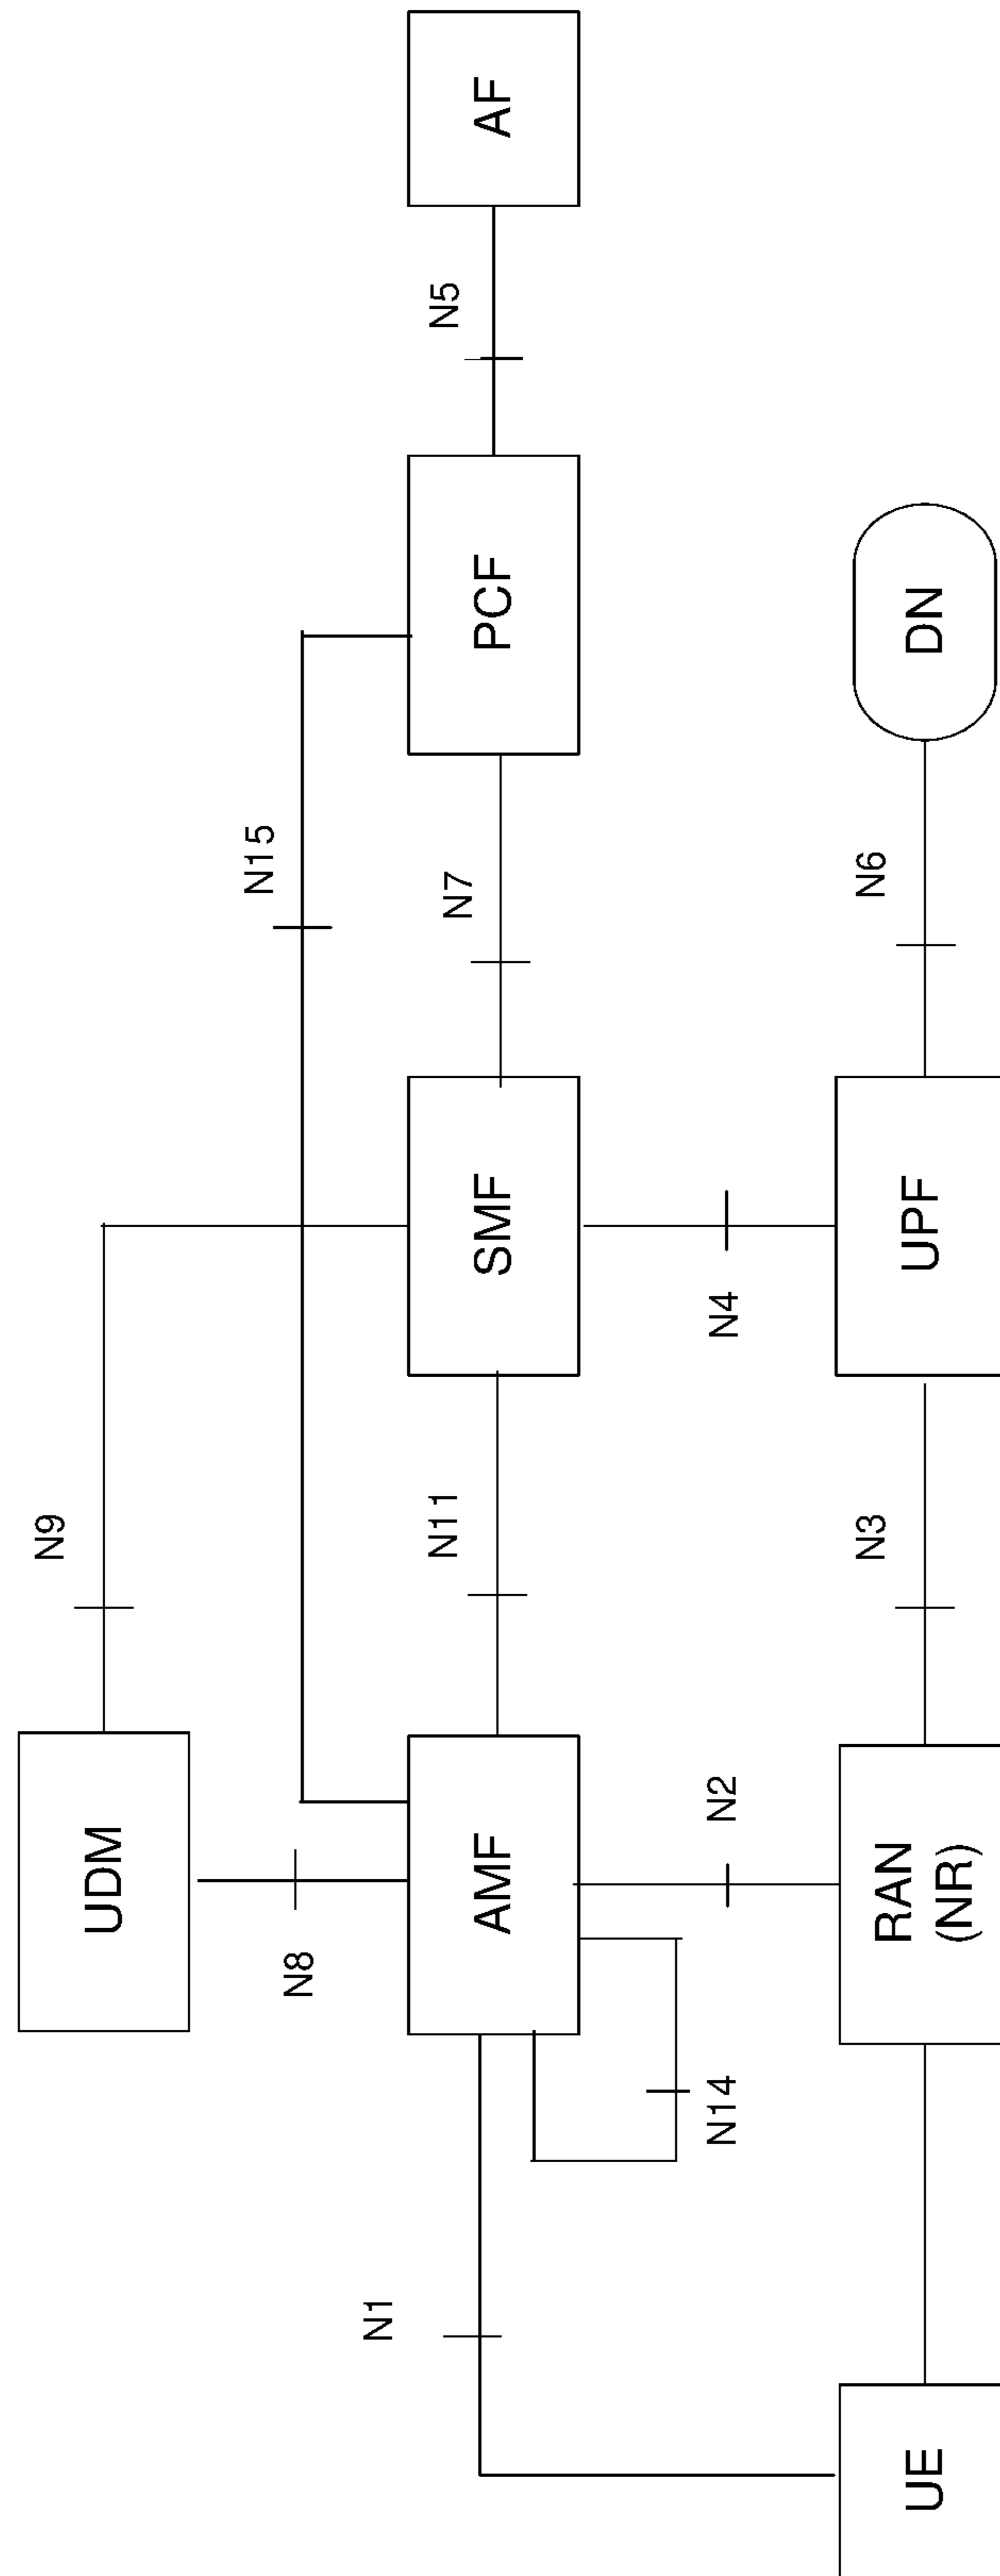 N9
UDM
N15
N8
N1
N11
N7
N5
AMF
SMF
PCF
AF
N14
N2
N4
N3
N6
UE
RAN
(NR)
UPF
DN